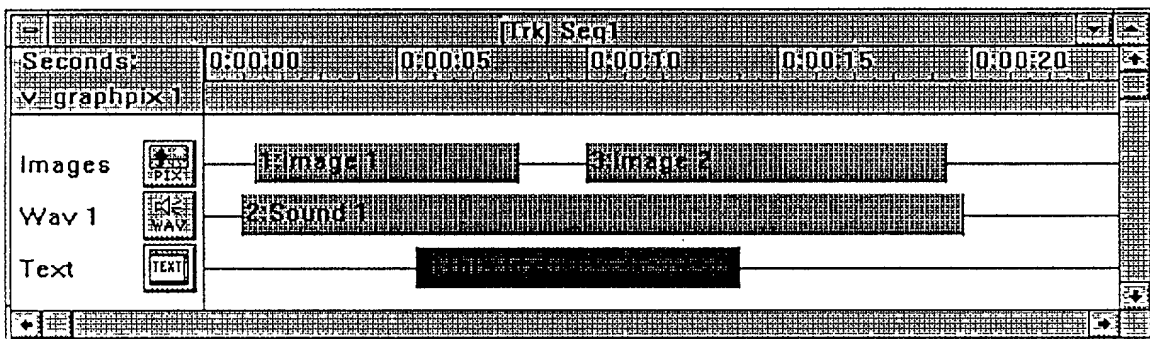 [Trk] Seq1
Seconds: 0:00:00 0:00:05 0:00:10 0:00:15 0:00:20
v_graphpix 1
Images PIX 1:Image 1 3:Image 2
Wav 1 WAV 2:Sound 1
Text TEXT